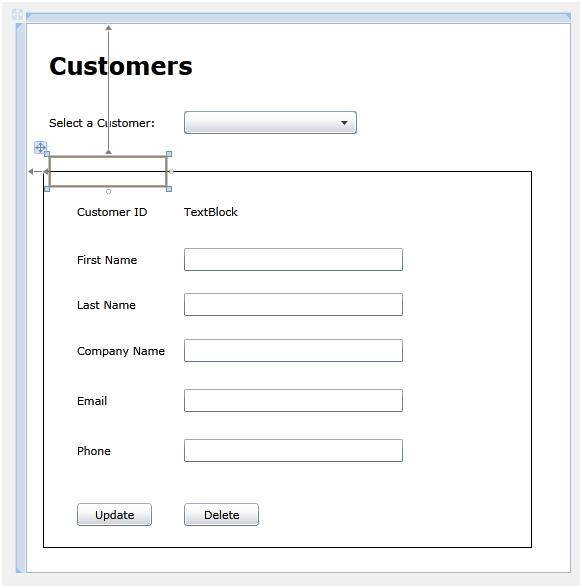 Customers
Select a Customer:
Customer ID TextBlock
First Name
Last Name
Company Name
Email
Phone
Update Delete